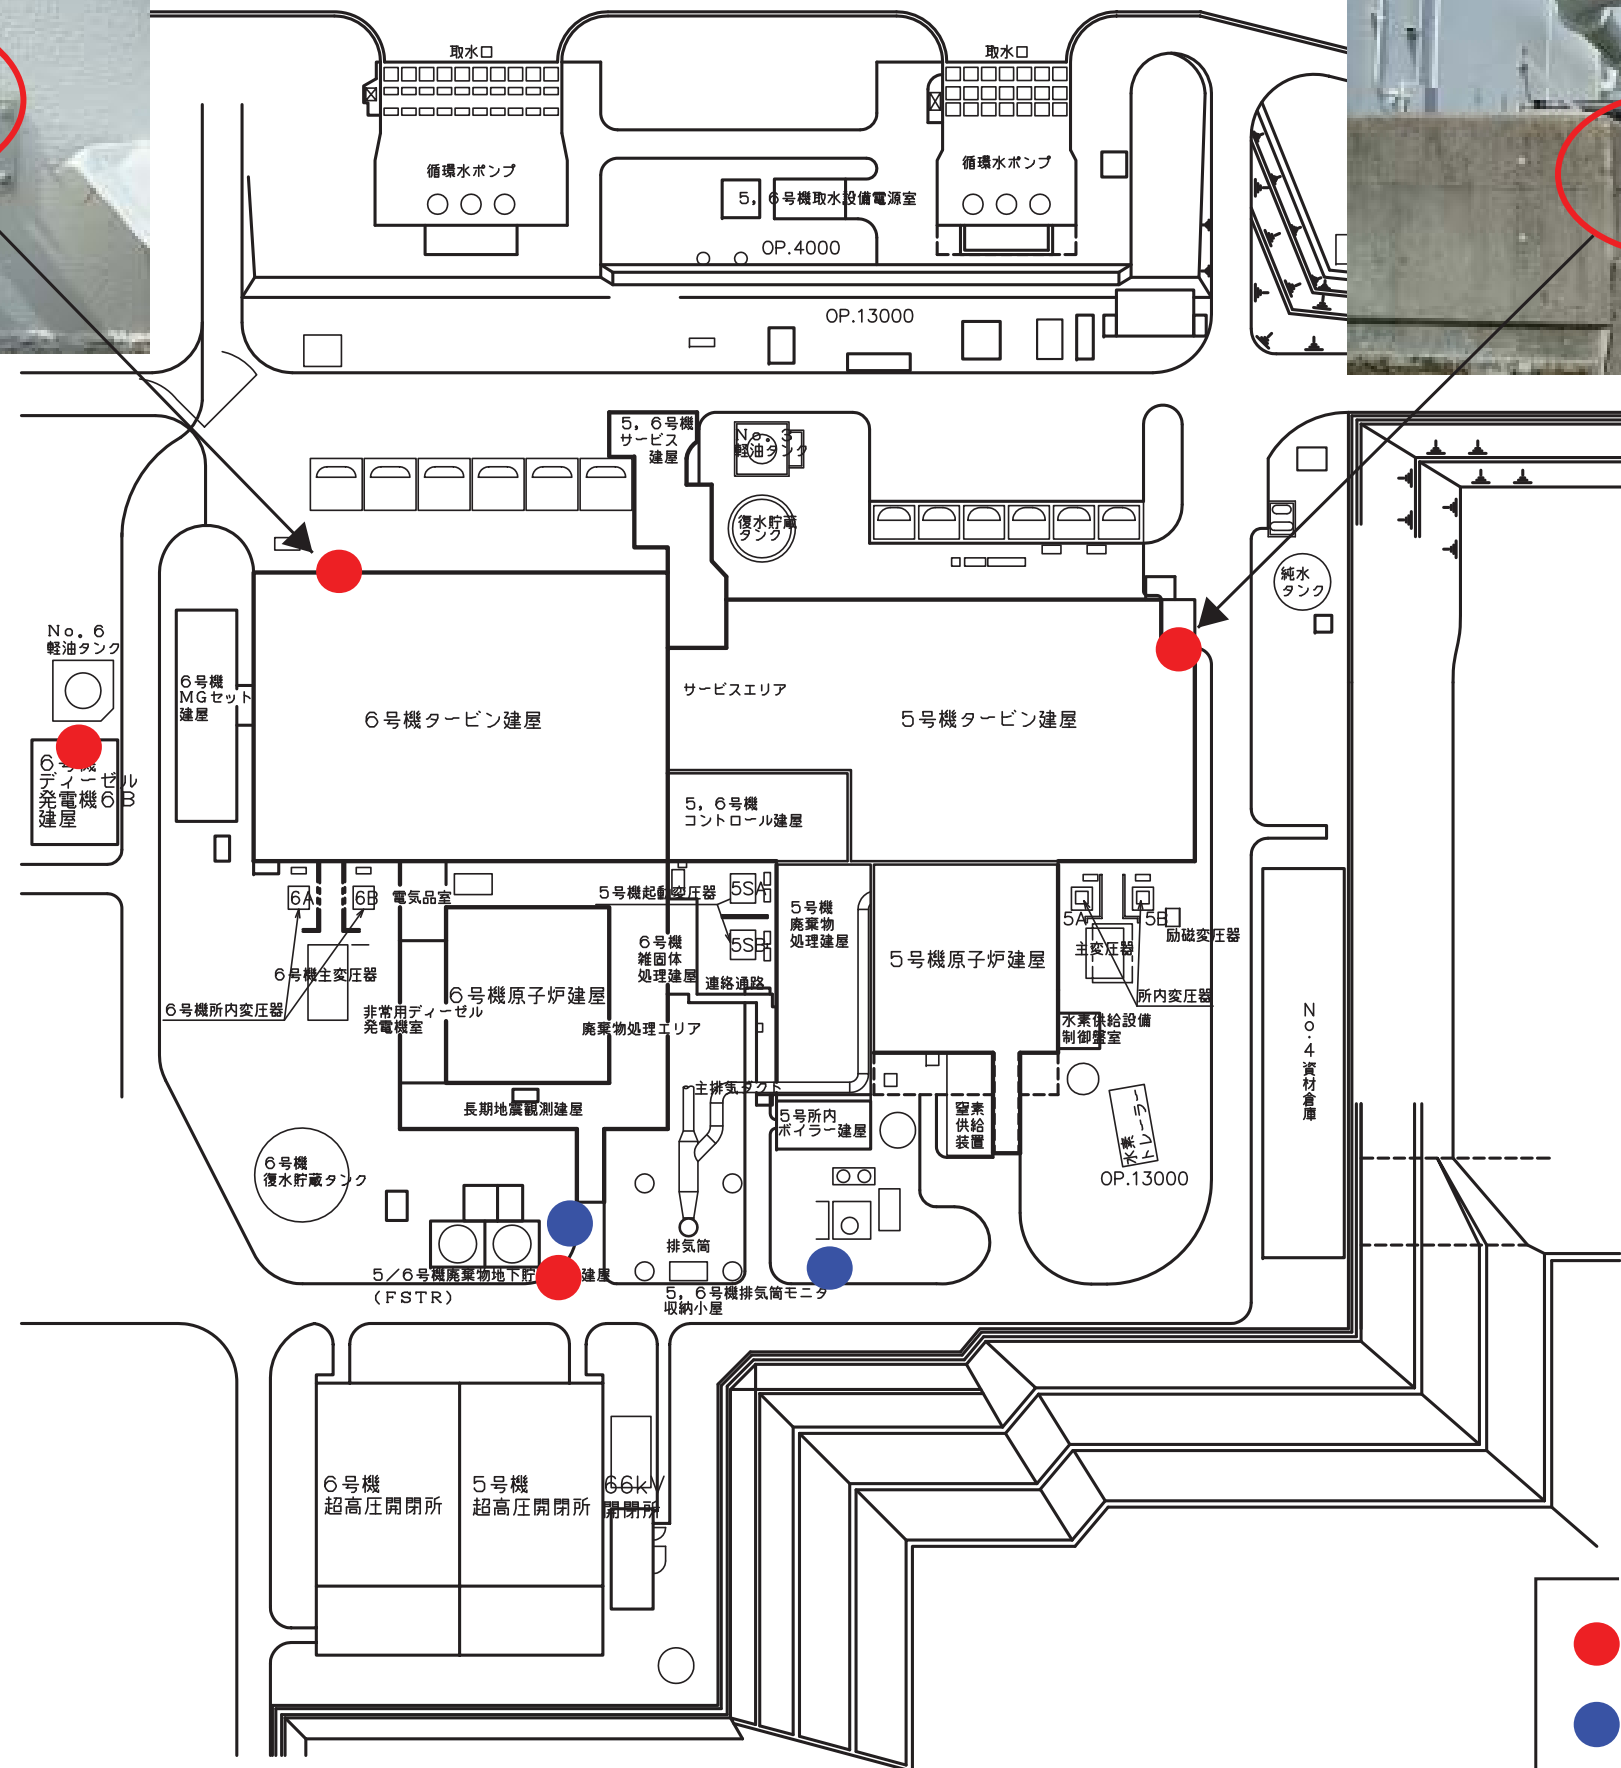 取水口
取水口
循環水ポンプ
循環水ポンプ
5，6号機取水設備電源室
OP.4000
OP.13000
5，6号機
サービス
建屋
No．3
軽油タンク
復水貯蔵
タンク
純水
タンク
No．6
軽油タンク
6号機
MGセット
建屋
サービスエリア
6号機タービン建屋
5号機タービン建屋
6号機
ディーゼル
発電機6B
建屋
5，6号機
コントロール建屋
6A
6B
電気品室
5号機起動変圧器
5SA
5SB
5号機
廃棄物
処理建屋
5A
5B
励磁変圧器
主変圧器
6号機
雑固体
処理建屋
連絡通路
5号機原子炉建屋
6号機主変圧器
6号機原子炉建屋
所内変圧器
6号機所内変圧器
非常用ディーゼル
発電機室
廃棄物処理エリア
水素供給設備
制御盤室
No.4資材倉庫
主排気ダクト
長期地震観測建屋
5号所内
ボイラー建屋
窒素
供給
装置
水素
トレーラー
6号機
復水貯蔵タンク
OP.13000
排気筒
5／6号機廃棄物地下貯
建屋
(FSTR)
5，6号機排気筒モニタ
収納小屋
6号機
超高圧開閉所
5号機
超高圧開閉所
66kV
開閉所